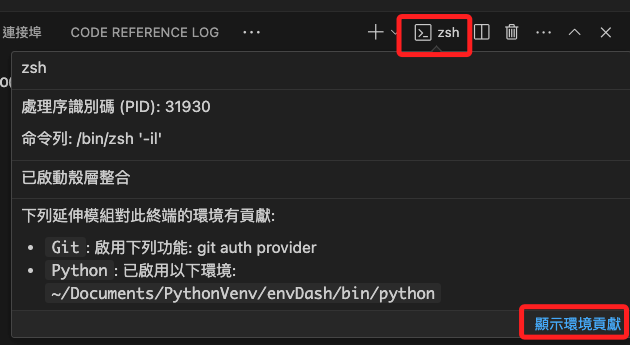 連接埠 CODE REFERENCE LOG ··· zsh ···
zsh
處理序識別碼 (PID): 31930
命令列: /bin/zsh '-il'
已啟動殼層整合
下列延伸模組對此終端的環境有貢獻:
• Git : 啟用下列功能: git auth provider
• Python : 已啟用以下環境:
~/Documents/PythonVenv/envDash/bin/python
顯示環境貢獻